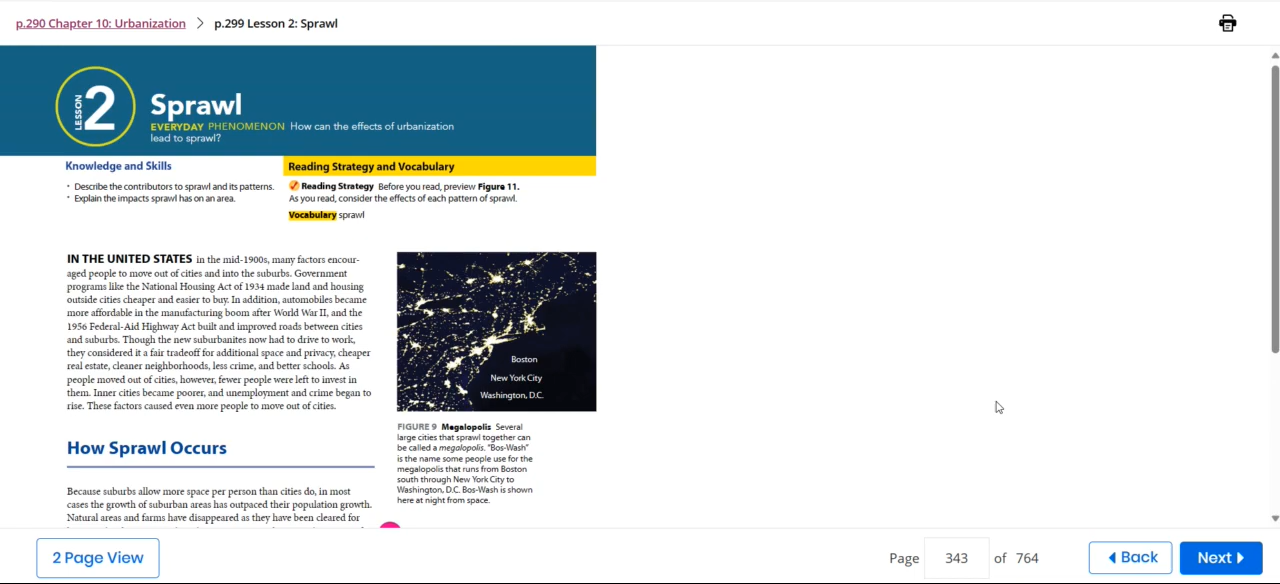 p.290 Chapter 10: Urbanization > p.299 Lesson 2: Sprawl
LESSON 2
Sprawl
EVERYDAY PHENOMENON How can the effects of urbanization
lead to sprawl?
Knowledge and Skills
• Describe the contributors to sprawl and its patterns.
• Explain the impacts sprawl has on an area.
Reading Strategy and Vocabulary
Reading Strategy Before you read, preview Figure 11.
As you read, consider the effects of each pattern of sprawl.
Vocabulary sprawl
IN THE UNITED STATES in the mid-1900s, many factors encour-
aged people to move out of cities and into the suburbs. Government
programs like the National Housing Act of 1934 made land and housing
outside cities cheaper and easier to buy. In addition, automobiles became
more affordable in the manufacturing boom after World War II, and the
1956 Federal-Aid Highway Act built and improved roads between cities
and suburbs. Though the new suburbanites now had to drive to work,
they considered it a fair tradeoff for additional space and privacy, cheaper
real estate, cleaner neighborhoods, less crime, and better schools. As
people moved out of cities, however, fewer people were left to invest in
them. Inner cities became poorer, and unemployment and crime began to
rise. These factors caused even more people to move out of cities.
How Sprawl Occurs
Because suburbs allow more space per person than cities do, in most
cases the growth of suburban areas has outpaced their population growth.
Natural areas and farms have disappeared as they have been cleared for
Boston
New York City
Washington, D.C.
FIGURE 9 Megalopolis Several
large cities that sprawl together can
be called a megalopolis. "Bos-Wash"
is the name some people use for the
megalopolis that runs from Boston
south through New York City to
Washington, D.C. Bos-Wash is shown
here at night from space.
2 Page View
Page 343 of 764
Back
Next